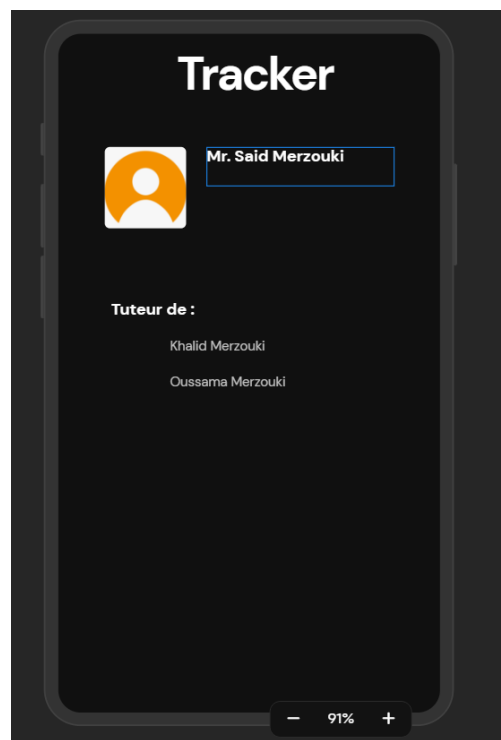 Tracker
Mr. Said Merzouki
Tuteur de :
Khalid Merzouki
Oussama Merzouki
− 91% +